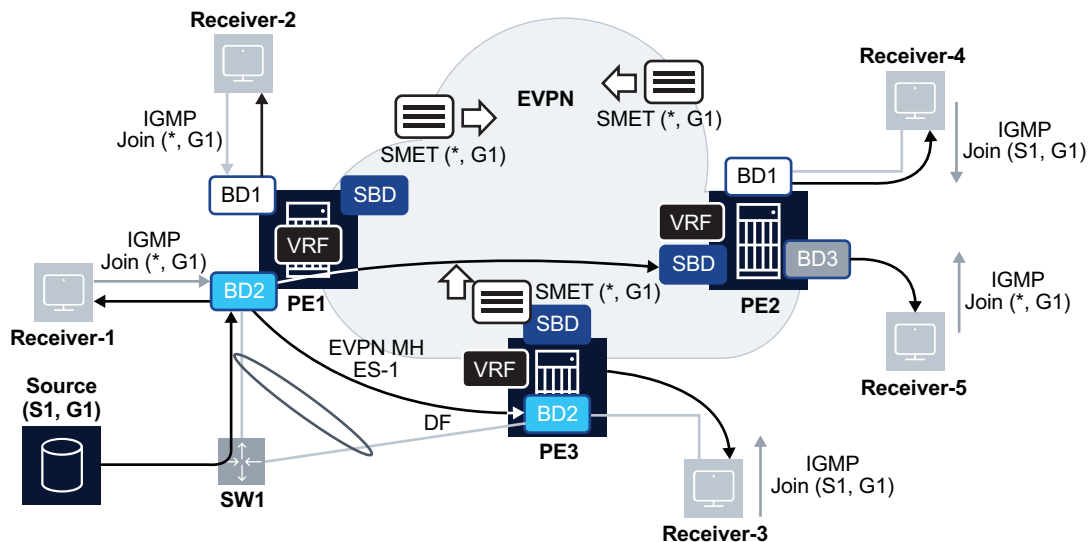 Receiver-2
IGMP
Join (*, G1)
BD1
SBD
VRF
PE1
EVPN
SMET (*, G1)
SMET (*, G1)
Receiver-4
IGMP
Join (S1, G1)
BD1
VRF
SBD
BD3
PE2
IGMP
Join (*, G1)
Receiver-5
IGMP
Join (*, G1)
BD2
Receiver-1
SMET (*, G1)
SBD
VRF
BD2
PE3
EVPN MH
ES-1
DF
Source
(S1, G1)
SW1
IGMP
Join (S1, G1)
Receiver-3